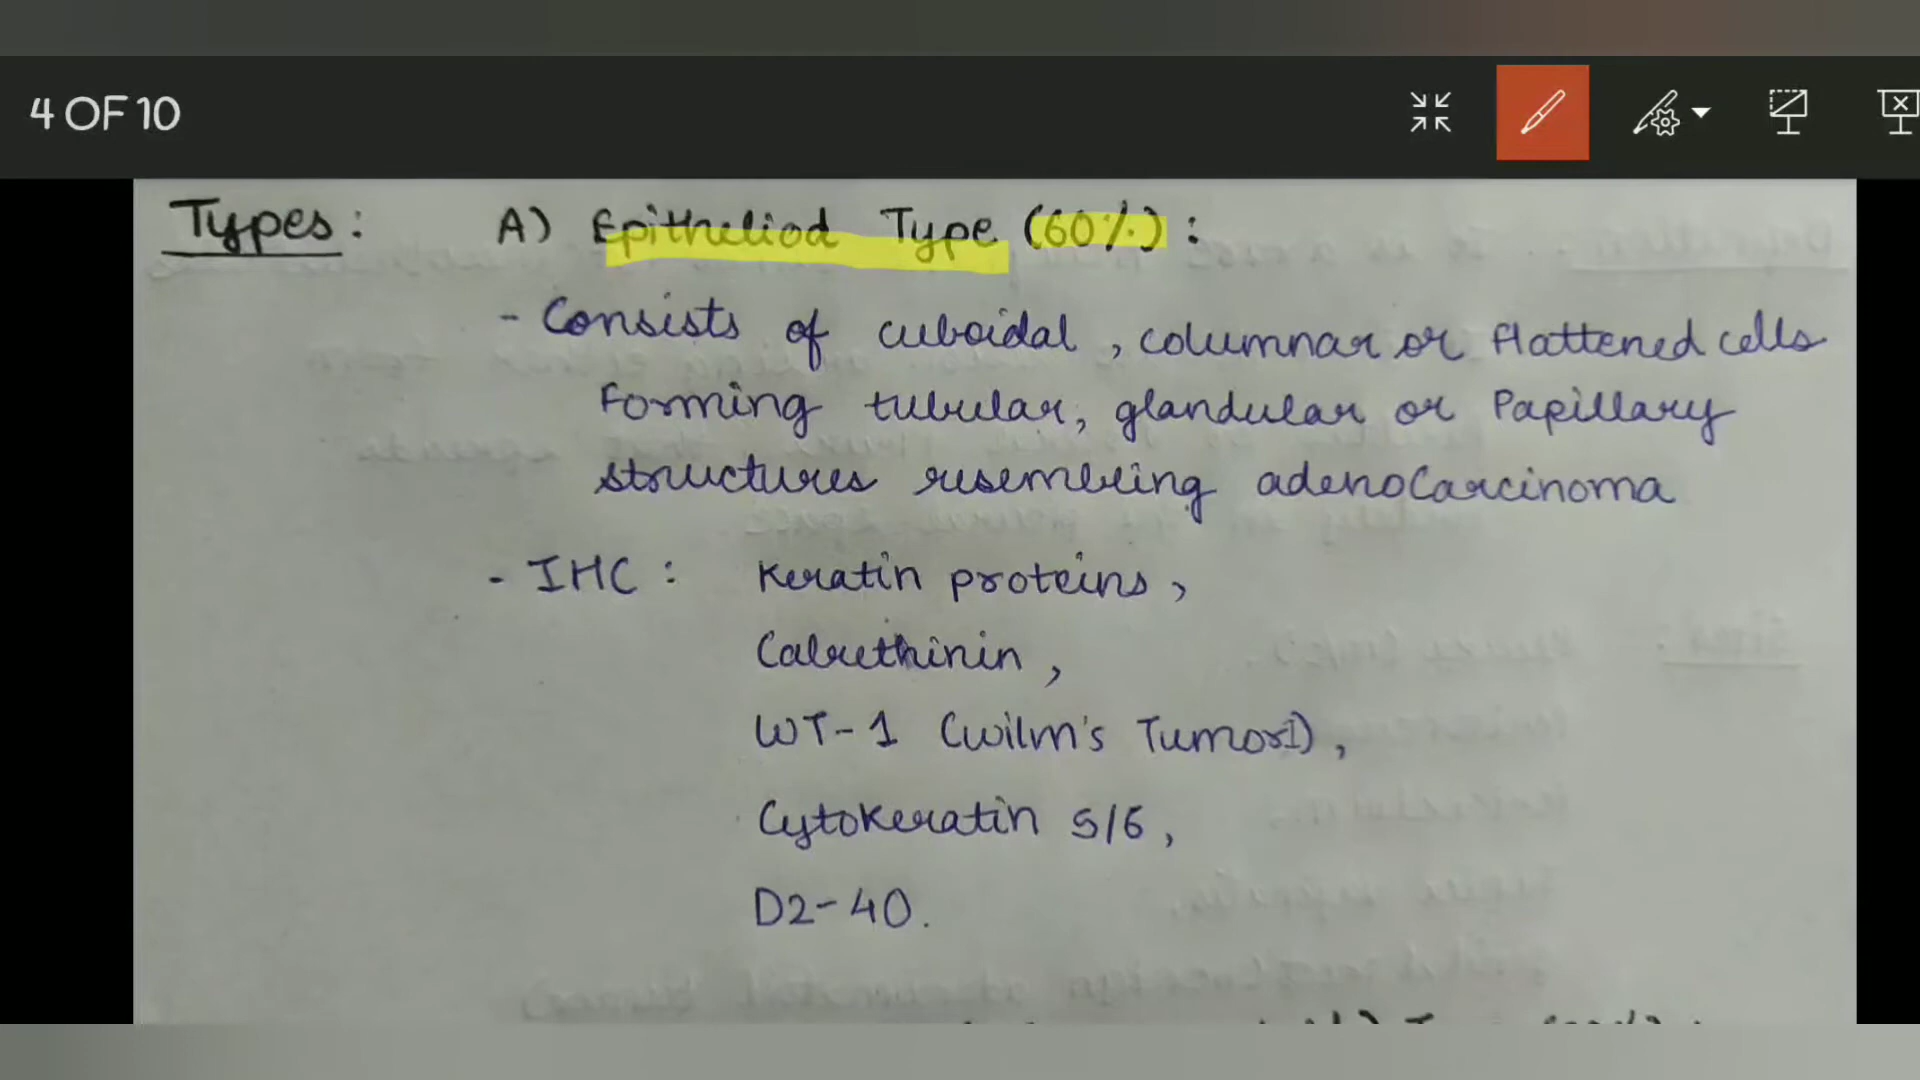 4 OF 10
Types: A) Epitheliod Type (60%) :
- Consists of cuboidal, columnar or flattened cells
forming tubular, glandular or Papillary
structures resembling adenocarcinoma
- IHC : Keratin proteins,
Calrethinin,
WT-1 (Wilm's Tumor1),
Cytokeratin 5/6,
D2-40.